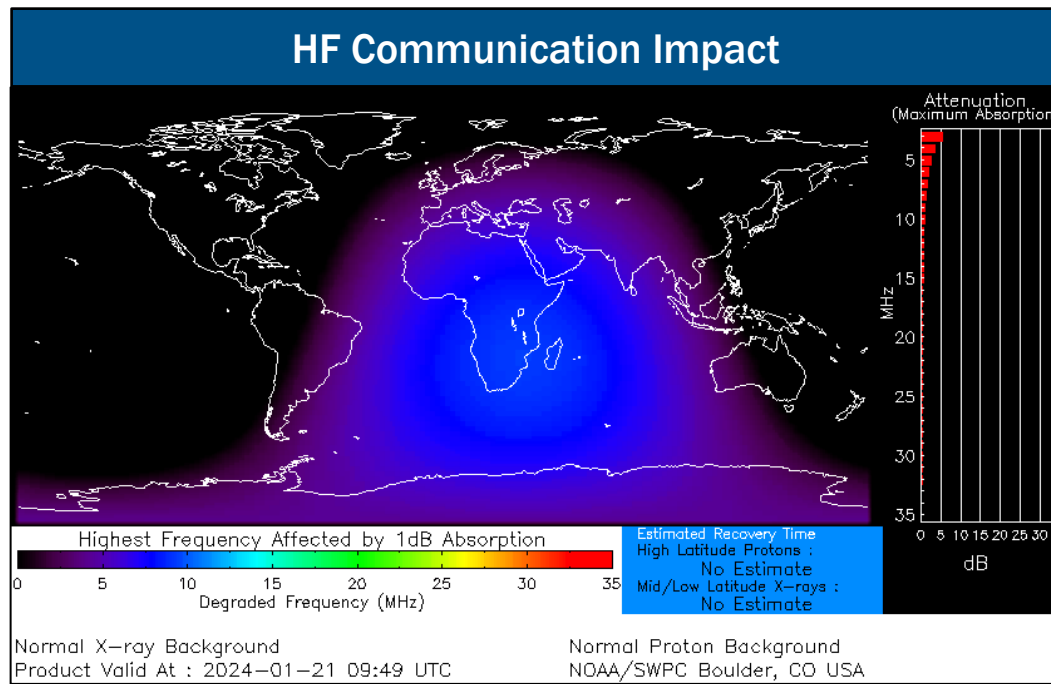 HF Communication Impact
Attenuation
(Maximum Absorption
MHz
5
10
15
20
25
30
35
0 5 10 15 20 25 30
dB
Highest Frequency Affected by 1dB Absorption
0 5 10 15 20 25 30 35
Degraded Frequency (MHz)
Estimated Recovery Time
High Latitude Protons :
No Estimate
Mid/Low Latitude X-rays :
No Estimate
Normal X-ray Background
Product Valid At : 2024-01-21 09:49 UTC
Normal Proton Background
NOAA/SWPC Boulder, CO USA